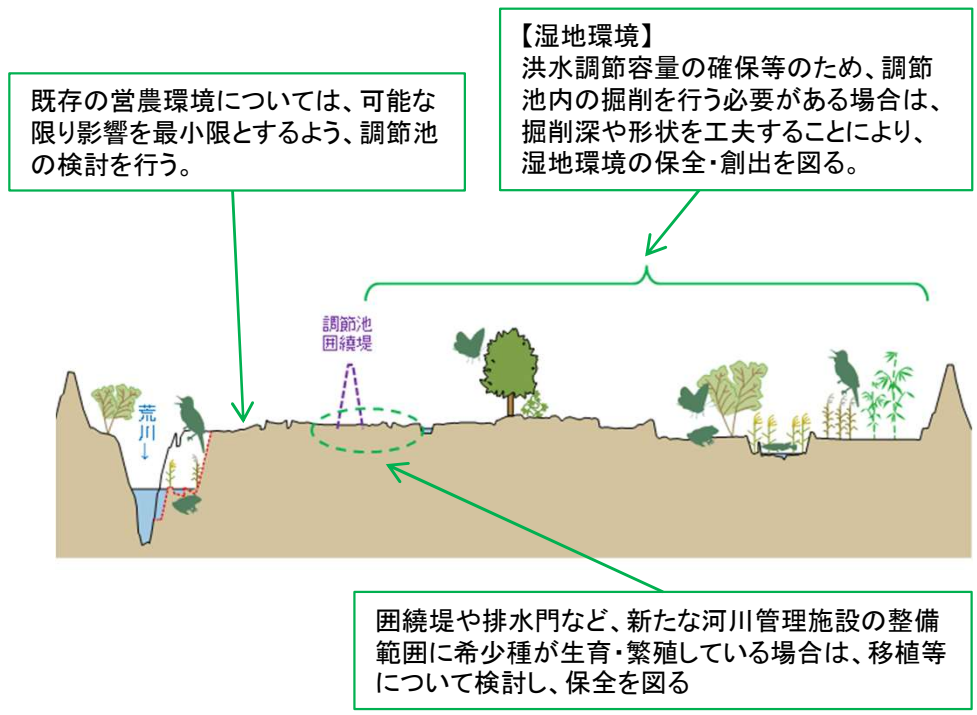 【湿地環境】
洪水調節容量の確保等のため、調節
池内の掘削を行う必要がある場合は、
掘削深や形状を工夫することにより、
湿地環境の保全・創出を図る。
既存の営農環境については、可能な
限り影響を最小限とするよう、調節池
の検討を行う。
調節池
囲繞堤
荒川→
囲繞堤や排水門など、新たな河川管理施設の整備
範囲に希少種が生育・繁殖している場合は、移植等
について検討し、保全を図る